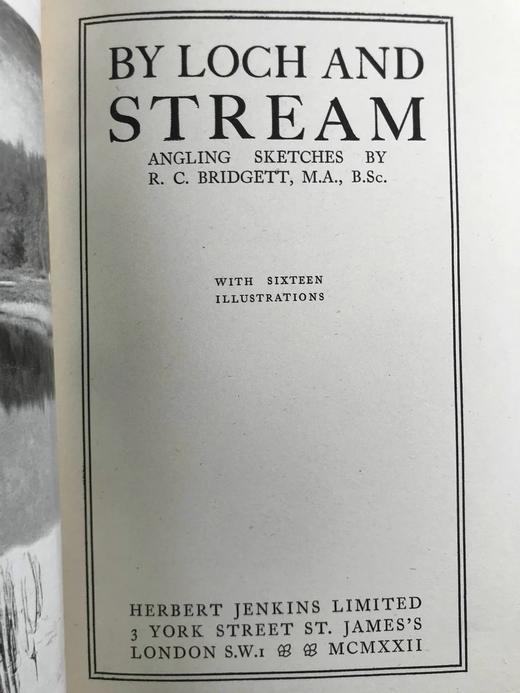 BY LOCH AND
STREAM
ANGLING SKETCHES BY
R. C. BRIDGETT, M.A., B.Sc.
WITH SIXTEEN
ILLUSTRATIONS
HERBERT JENKINS LIMITED
3 YORK STREET ST. JAMES'S
LONDON S.W.1 MCMXXII